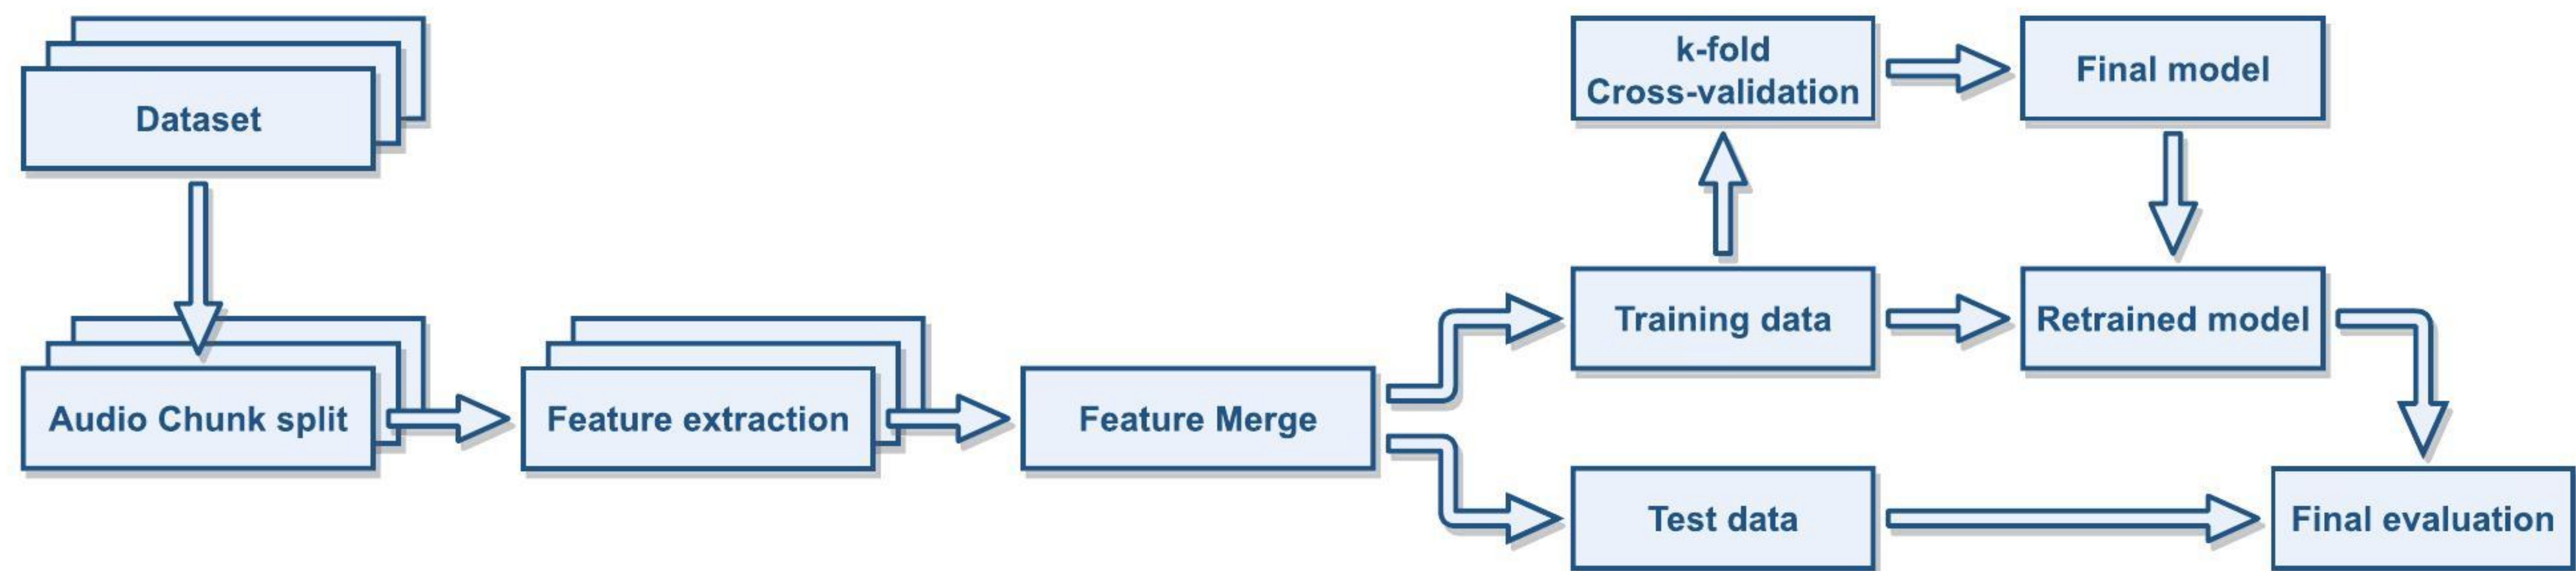 Dataset
Audio Chunk split
Feature extraction
Feature Merge
k-fold
Cross-validation
Final model
Training data
Retrained model
Test data
Final evaluation